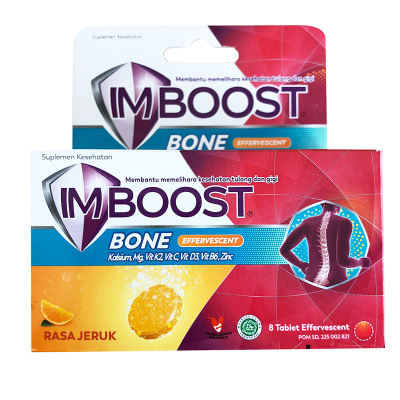 Suplemen Kesehatan
Membantu memelihara kesehatan tulang dan gigi
IMBOOST
BONE EFFERVESCENT
Suplemen Kesehatan
Membantu memelihara kesehatan tulang dan gigi
IMBOOST®
BONE EFFERVESCENT
Kalsium, Mg, Vit K2, Vit C, Vit D3, Vit B6, Zinc
RASA JERUK
8 Tablet Effervescent
POM SD. 225 002 821